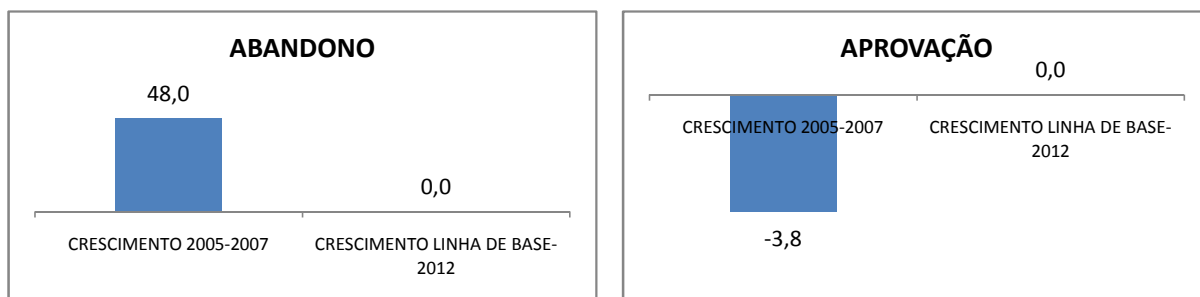 ABANDONO
48,0
0,0
CRESCIMENTO 2005-2007
CRESCIMENTO LINHA DE BASE-
2012
APROVAÇÃO
0,0
CRESCIMENTO 2005-2007
CRESCIMENTO LINHA DE BASE-
2012
-3,8